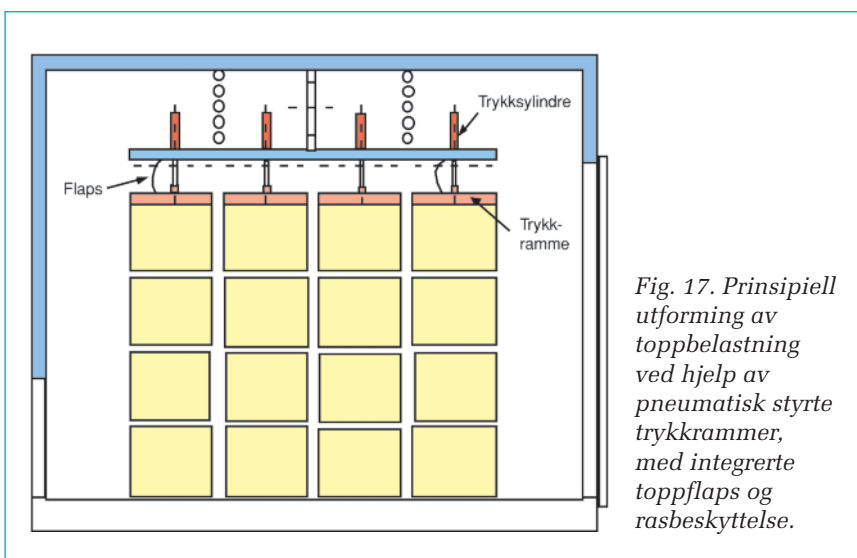 Trykksylindre
Flaps
Trykk-
ramme
Fig. 17. Prinsipiell
utforming av
toppbelastning
ved hjelp av
pneumatisk styrte
trykkrammer,
med integrerte
toppflaps og
rasbeskyttelse.